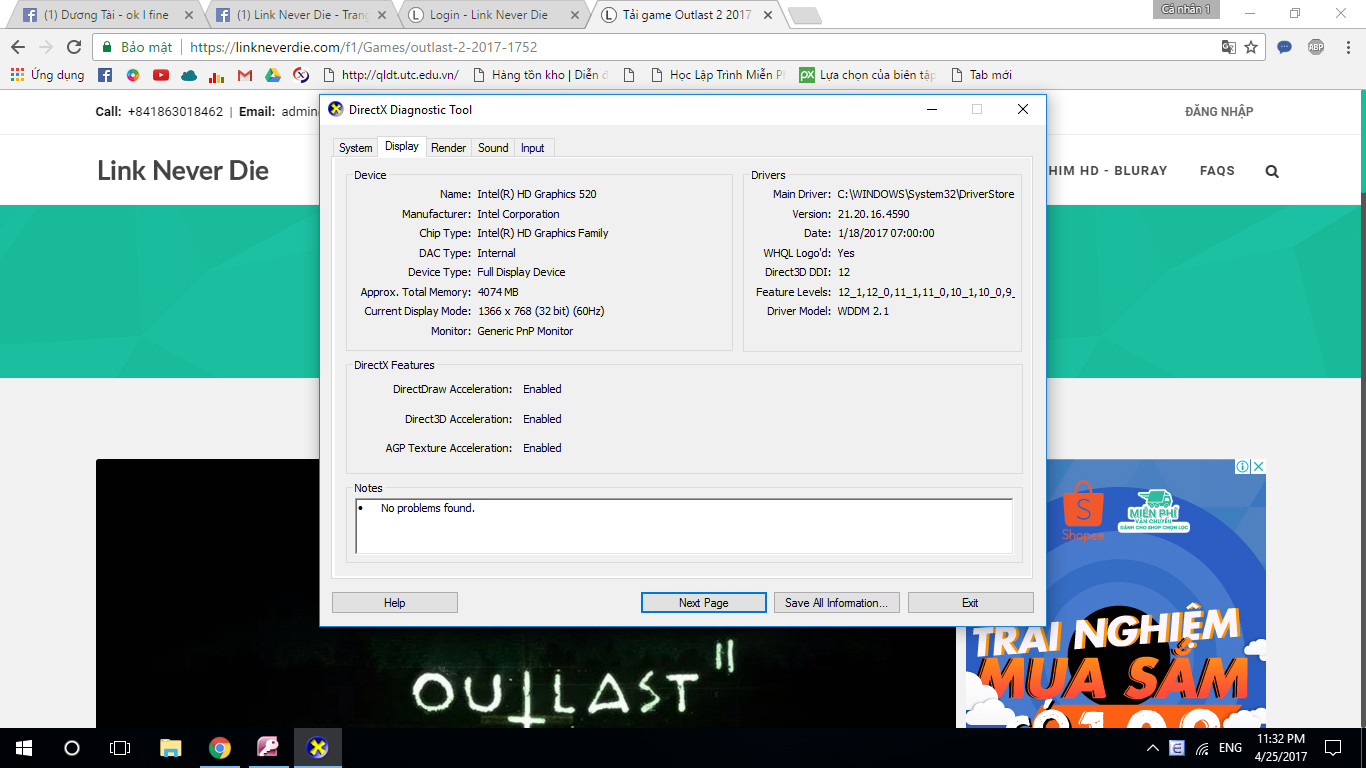 (1) Dương Tài - ok I fine
(1) Link Never Die - Trang
Login - Link Never Die
Tải game Outlast 2 2017
Cá nhân 1
Bảo mật
https://linkneverdie.com/f1/Games/outlast-2-2017-1752
ABP
Ứng dụng
http://qldt.utc.edu.vn/
Hàng tồn kho | Diễn đ
Học Lập Trình Miễn P
px
Lựa chọn của biên tập
Tab mới
Call: +841863018462 | Email: admin
ĐĂNG NHẬP
Link Never Die
HIM HD - BLURAY
FAQS
DirectX Diagnostic Tool
System
Display
Render
Sound
Input
Device
Name: Intel(R) HD Graphics 520
Manufacturer: Intel Corporation
Chip Type: Intel(R) HD Graphics Family
DAC Type: Internal
Device Type: Full Display Device
Approx. Total Memory: 4074 MB
Current Display Mode: 1366 x 768 (32 bit) (60Hz)
Monitor: Generic PnP Monitor
Drivers
Main Driver: C:\WINDOWS\System32\DriverStore
Version: 21.20.16.4590
Date: 1/18/2017 07:00:00
WHQL Logo'd: Yes
Direct3D DDI: 12
Feature Levels: 12_1,12_0,11_1,11_0,10_1,10_0,9_
Driver Model: WDDM 2.1
DirectX Features
DirectDraw Acceleration: Enabled
Direct3D Acceleration: Enabled
AGP Texture Acceleration: Enabled
Notes
• No problems found.
Help
Next Page
Save All Information...
Exit
OUTLAST II
S
Shopee
MIỄN PHÍ
VẬN CHUYỂN
DÀNH CHO SHOP CHỌN LỌC
TRẢI NGHIỆM
MUA SẮM
ENG
11:32 PM
4/25/2017